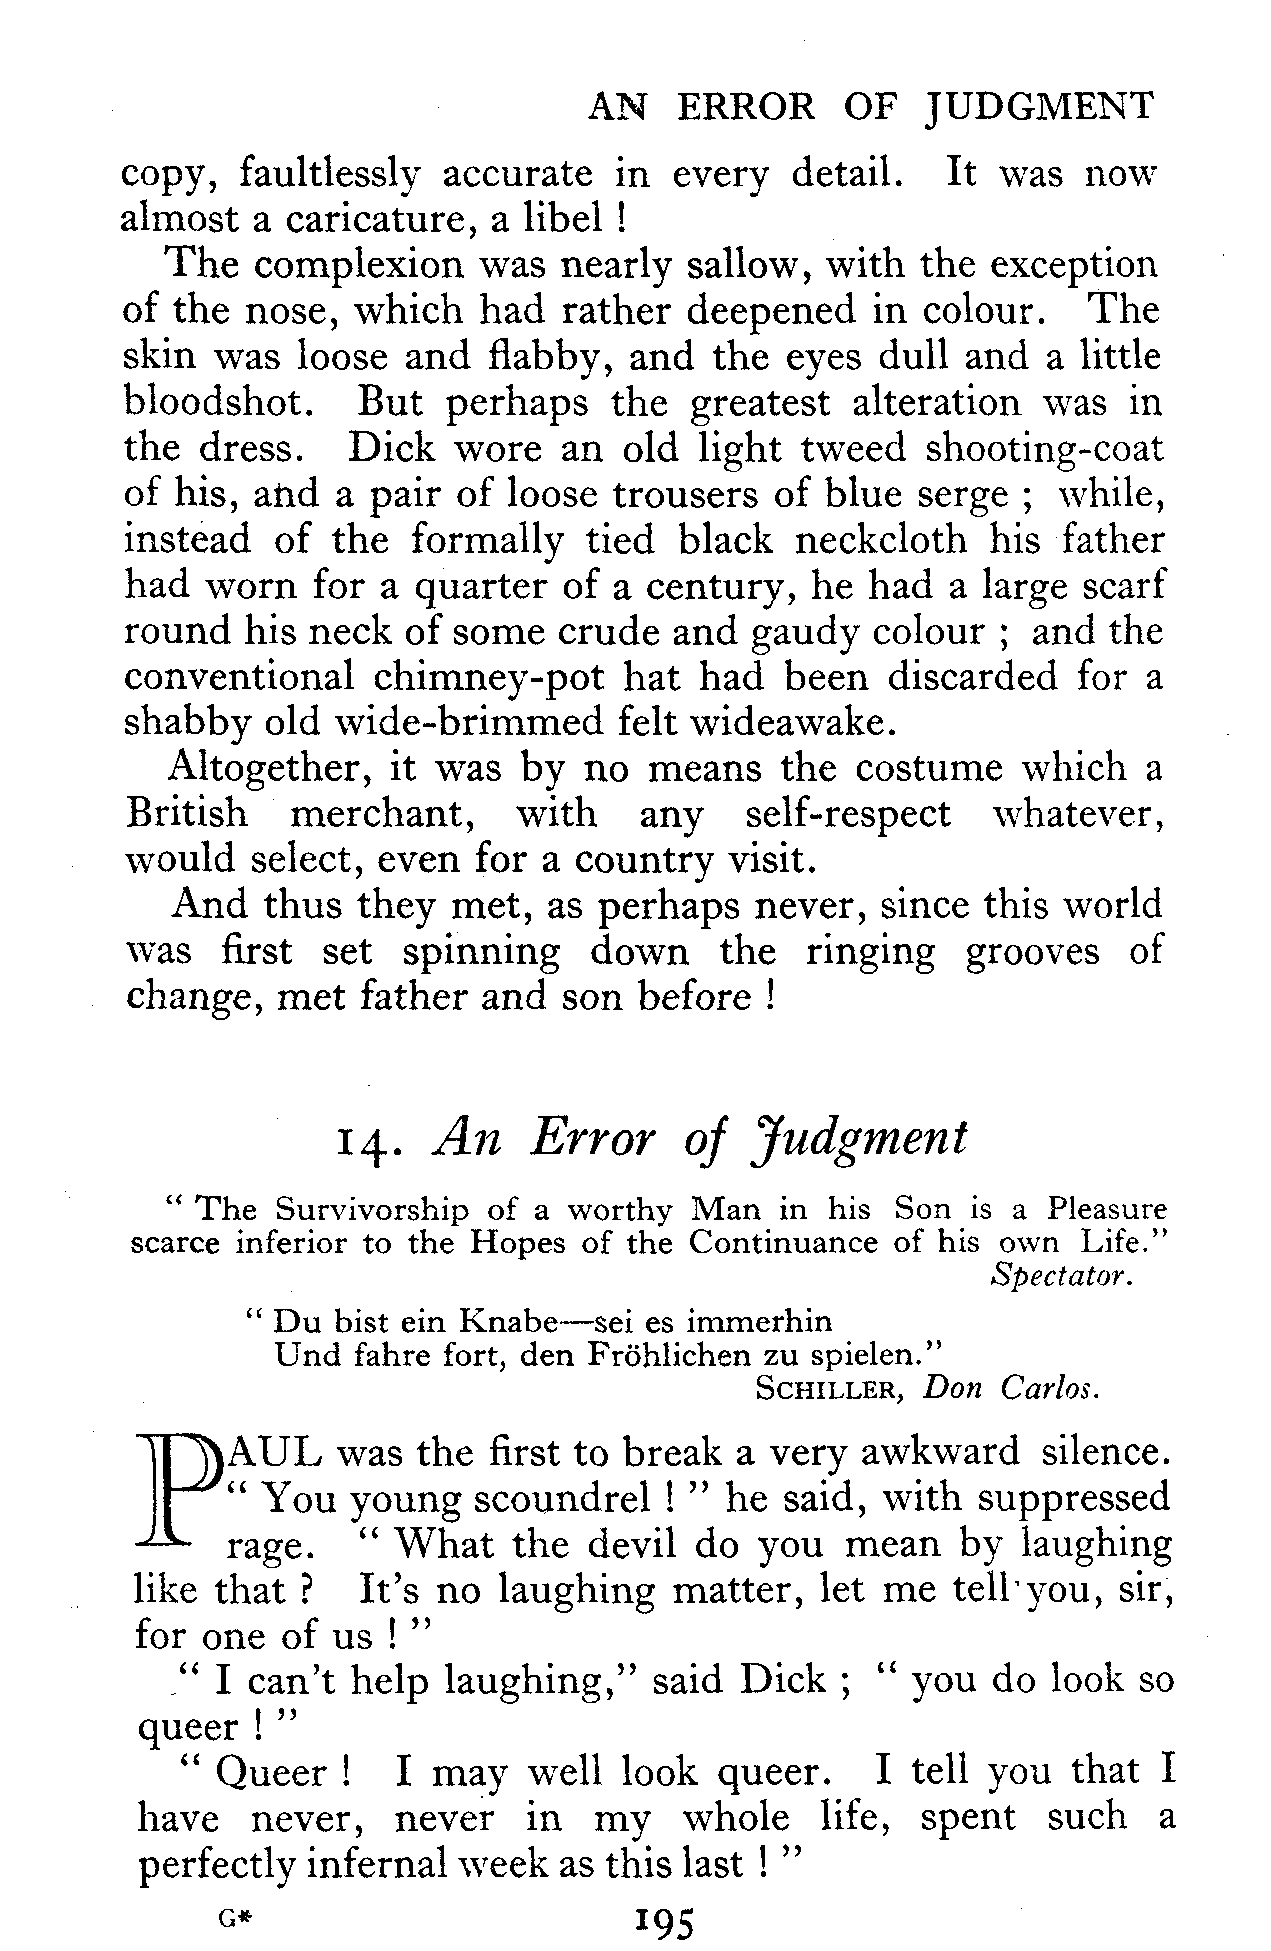 AN ERROR OF JUDGMENT
copy, faultlessly accurate in every detail. It was now
almost a caricature, a libel !
The complexion was nearly sallow, with the exception
of the nose, which had rather deepened in colour. The
skin was loose and flabby, and the eyes dull and a little
bloodshot. But perhaps the greatest alteration was in
the dress. Dick wore an old light tweed shooting-coat
of his, and a pair of loose trousers of blue serge ; while,
instead of the formally tied black neckcloth his father
had worn for a quarter of a century, he had a large scarf
round his neck of some crude and gaudy colour ; and the
conventional chimney-pot hat had been discarded for a
shabby old wide-brimmed felt wideawake.
Altogether, it was by no means the costume which a
British merchant, with any self-respect whatever,
would select, even for a country visit.
And thus they met, as perhaps never, since this world
was first set spinning down the ringing grooves of
change, met father and son before !
14. An Error of Judgment
“ The Survivorship of a worthy Man in his Son is a Pleasure
scarce inferior to the Hopes of the Continuance of his own Life.”
Spectator.
“ Du bist ein Knabe—sei es immerhin
Und fahre fort, den Fröhlichen zu spielen.”
SCHILLER, Don Carlos.
PAUL was the first to break a very awkward silence.
“ You young scoundrel ! ” he said, with suppressed
rage. “ What the devil do you mean by laughing
like that ? It's no laughing matter, let me tell you, sir,
for one of us ! ”
“ I can't help laughing,” said Dick ; “ you do look so
queer ! ”
“ Queer ! I may well look queer. I tell you that I
have never, never in my whole life, spent such a
perfectly infernal week as this last ! ”
G* 195